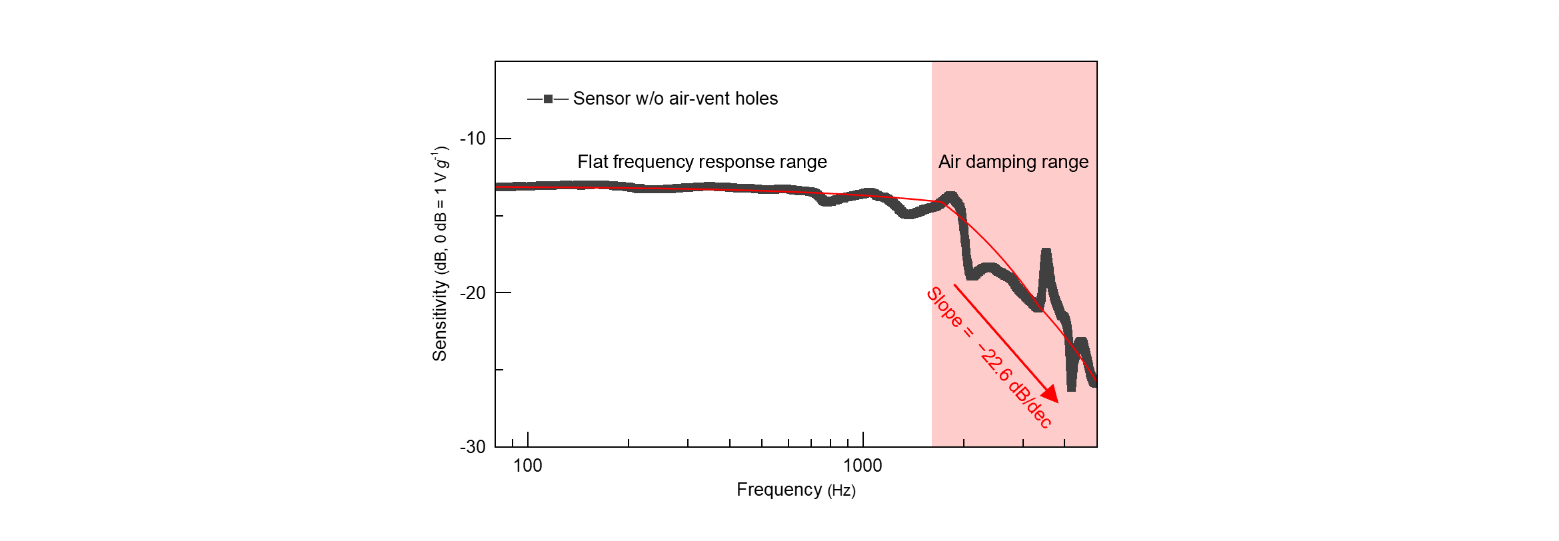 Sensor w/o air-vent holes
Flat frequency response range
Air damping range
Sensitivity (dB, 0 dB = 1 V g⁻¹)
-10
-20
-30
Slope = −22.6 dB/dec
100
1000
Frequency (Hz)